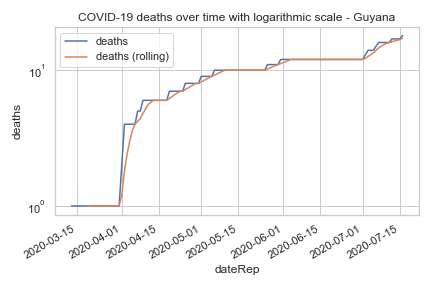 COVID-19 deaths over time with logarithmic scale - Guyana
deaths
deaths (rolling)
10¹
10⁰
deaths
2020-03-15
2020-04-01
2020-04-15
2020-05-01
2020-05-15
2020-06-01
2020-06-15
2020-07-01
2020-07-15
dateRep